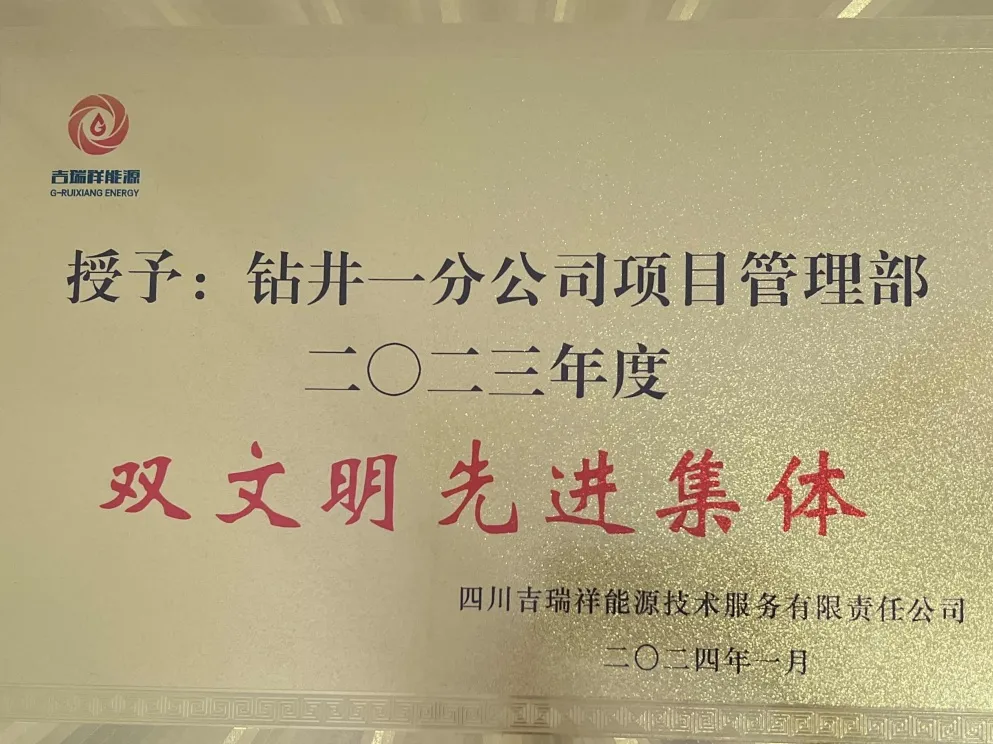 吉瑞祥能源
G-RUIXIANG ENERGY
授予：钻井一分公司项目管理部
二〇二三年度
双文明先进集体
四川吉瑞祥能源技术服务有限责任公司
二〇二四年一月